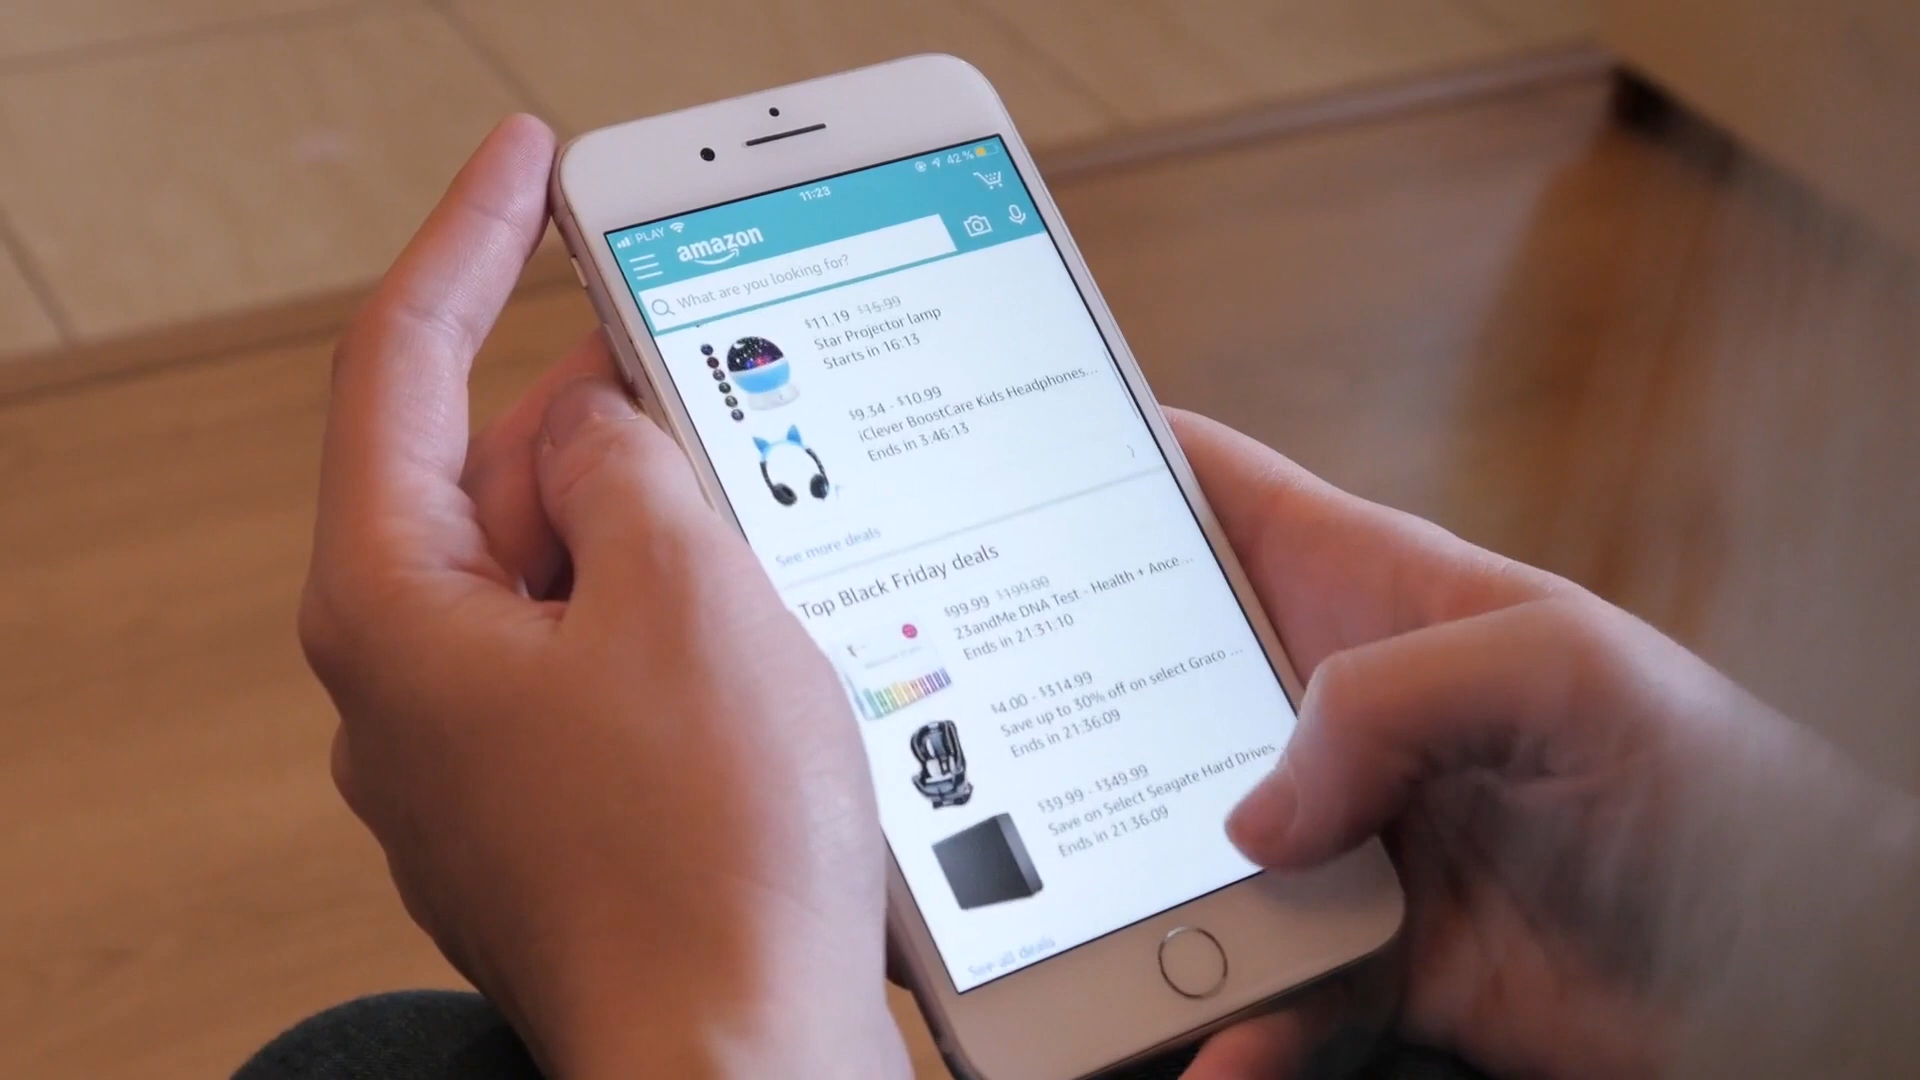 PLAY
11:23
42 %
amazon
What are you looking for?
$11.19 $15.99
Star Projector lamp
Starts in 16:13
$9.34 - $10.99
iClever BoostCare Kids Headphones...
Ends in 3:46:13
See more deals
Top Black Friday deals
$99.99 $199.00
23andMe DNA Test - Health + Ance...
Ends in 21:31:10
$4.00 - $314.99
Save up to 30% off on select Graco ...
Ends in 21:36:09
$39.99 - $349.99
Save on Select Seagate Hard Drives
Ends in 21:36:09
See all deals